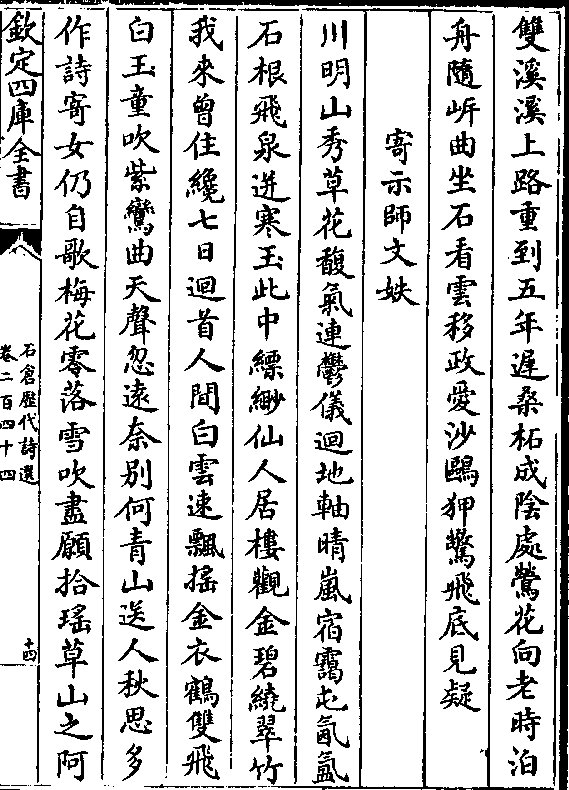 雙溪溪上路重到五年遲桑柘成陰處鶯花向老時泊
舟隨岍曲坐石看雲移政愛沙鷗狎驚飛底見疑
寄示師文妷
川明山秀草花馥氣連鬱儀迴地軸晴嵐宿靄屯氤氳
石根飛泉迸寒玉此中縹緲仙人居樓觀金碧繞翠竹
我來曾住纔七日迴首人間白雲速飄摇金衣鶴雙飛
白玉童吹紫鸞曲天聲忽逺奈别何青山送人秋思多
作詩寄女仍自歌梅花零落雪吹盡願拾瑶草山之阿
欽定四庫全書
石倉歴代詩選
卷二百四十四
十四